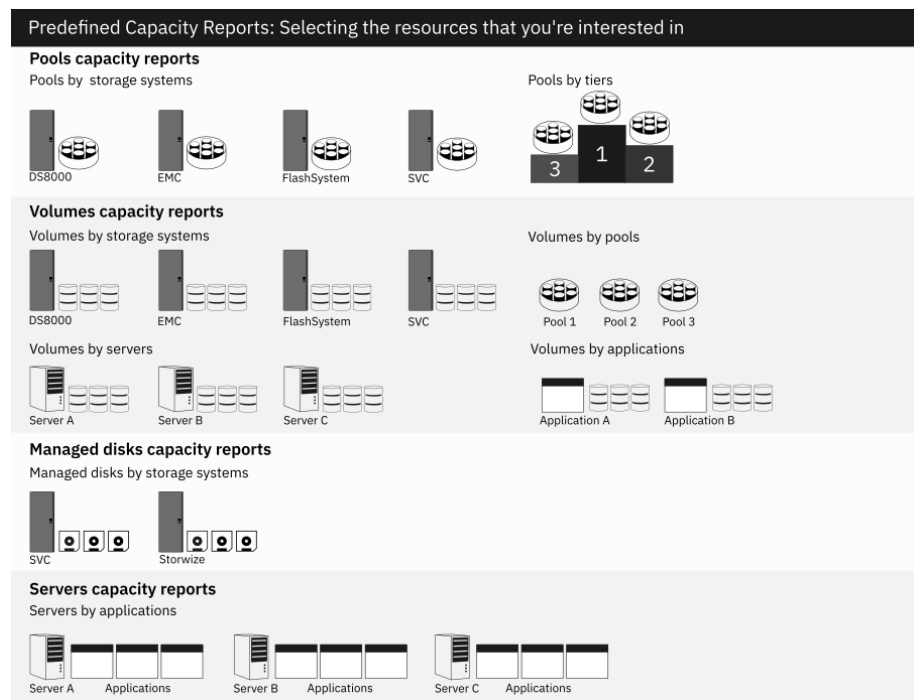 Predefined Capacity Reports: Selecting the resources that you're interested in
Pools capacity reports
Pools by storage systems
DS8000
EMC
FlashSystem
SVC
Pools by tiers
3
1
2
Volumes capacity reports
Volumes by storage systems
DS8000
EMC
FlashSystem
SVC
Volumes by pools
Pool 1
Pool 2
Pool 3
Volumes by servers
Server A
Server B
Server C
Volumes by applications
Application A
Application B
Managed disks capacity reports
Managed disks by storage systems
SVC
Storwize
Servers capacity reports
Servers by applications
Server A
Applications
Server B
Applications
Server C
Applications